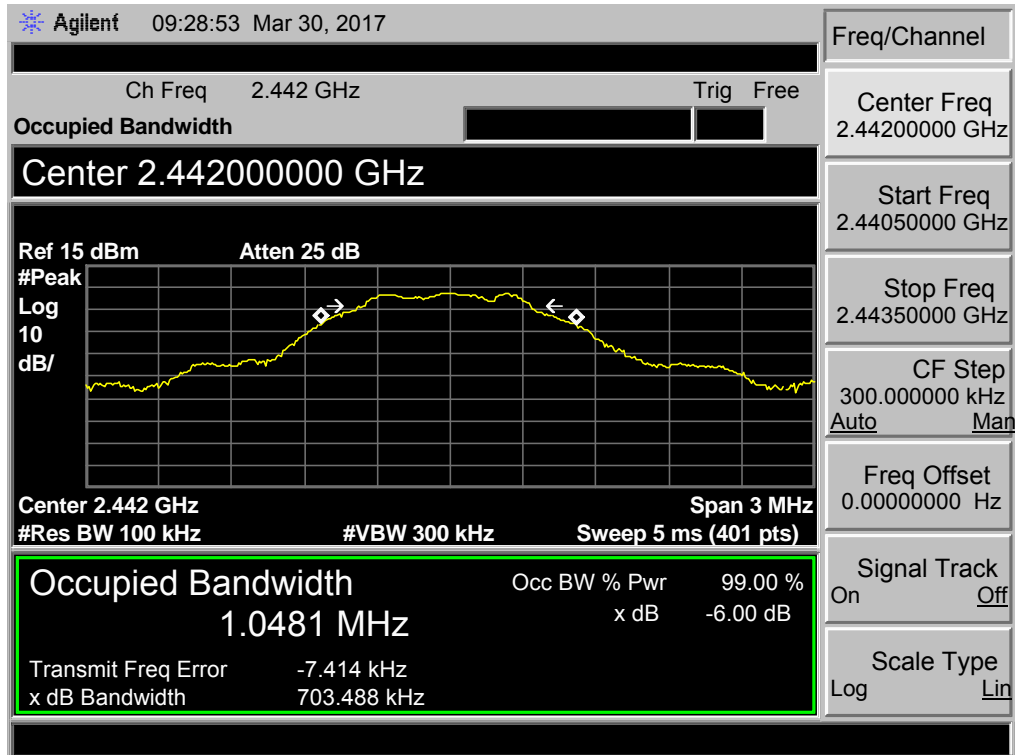 Agilent 09:28:53 Mar 30, 2017
Freq/Channel
Ch Freq 2.442 GHz Trig Free
Occupied Bandwidth
Center 2.442000000 GHz
Ref 15 dBm Atten 25 dB
#Peak
Log
10
dB/
Center 2.442 GHz Span 3 MHz
#Res BW 100 kHz #VBW 300 kHz Sweep 5 ms (401 pts)
Occupied Bandwidth
1.0481 MHz
Occ BW % Pwr 99.00 %
x dB -6.00 dB
Transmit Freq Error -7.414 kHz
x dB Bandwidth 703.488 kHz
Center Freq
2.44200000 GHz
Start Freq
2.44050000 GHz
Stop Freq
2.44350000 GHz
CF Step
300.000000 kHz
Auto Man
Freq Offset
0.00000000 Hz
Signal Track
On Off
Scale Type
Log Lin